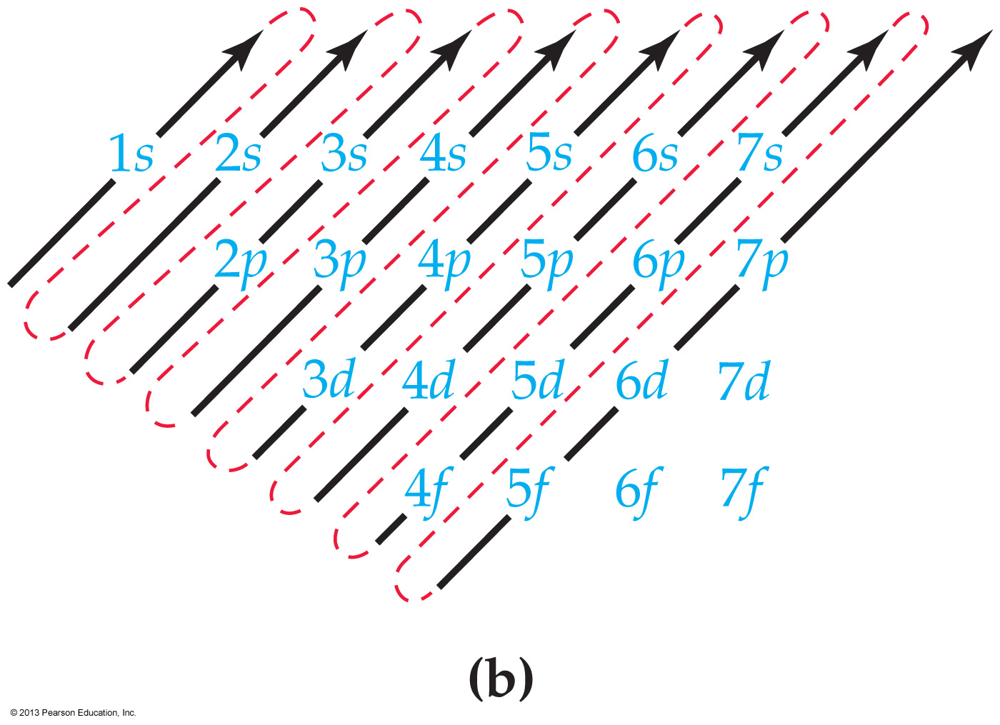 1s 2s 3s 4s 5s 6s 7s
2p 3p 4p 5p 6p 7p
3d 4d 5d 6d 7d
4f 5f 6f 7f
(b)
© 2013 Pearson Education, Inc.